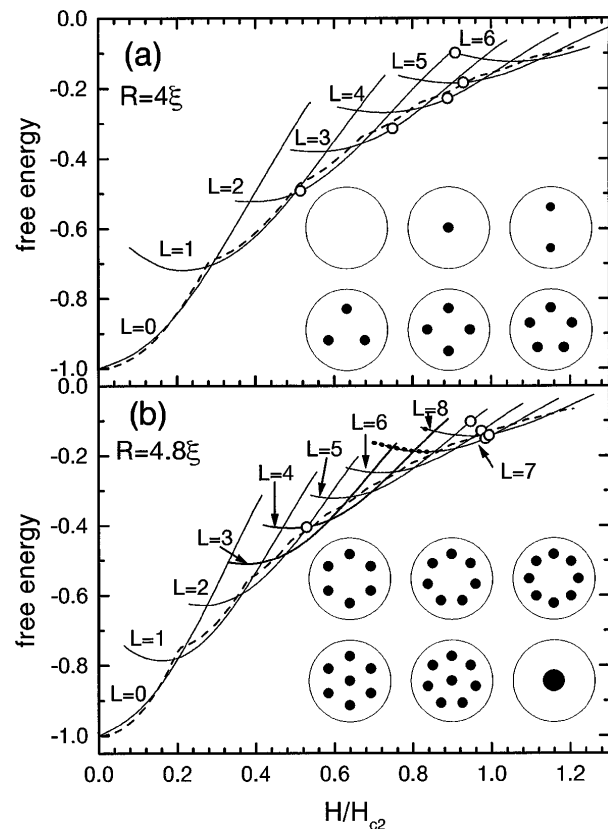 (a)
R=4ξ
L=6
L=5
L=4
L=3
L=2
L=1
L=0
free energy
-0.2
-0.4
-0.6
-0.8
-1.0
0.0
(b)
R=4.8ξ
L=8
L=7
L=6
L=5
L=4
L=3
L=2
L=1
L=0
free energy
-0.2
-0.4
-0.6
-0.8
-1.0
0.0 0.2 0.4 0.6 0.8 1.0 1.2
H/H_c2